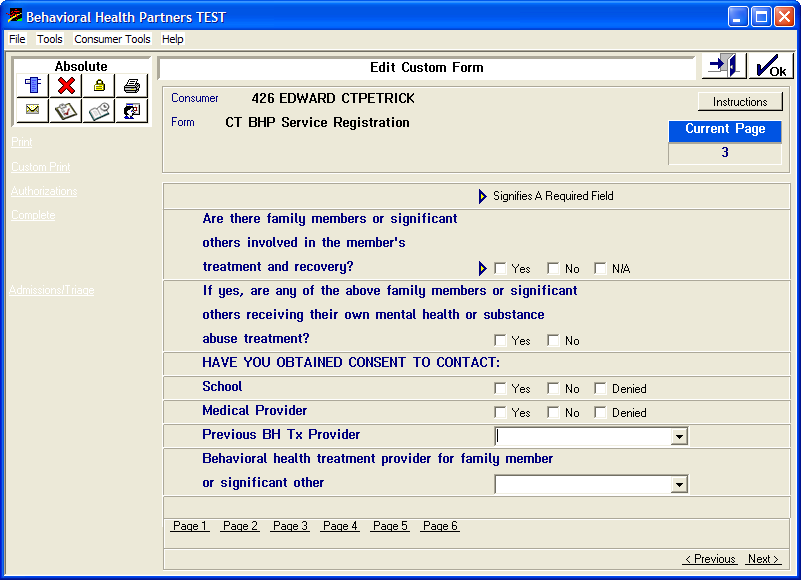 Behavioral Health Partners TEST
File Tools Consumer Tools Help
Absolute
Edit Custom Form
Ok
Consumer 426 EDWARD CTPETRICK
Instructions
Form CT BHP Service Registration
Current Page
3
Print
Custom Print
Authorizations
Complete
Admissions/Triage
Signifies A Required Field
Are there family members or significant
others involved in the member's
treatment and recovery? Yes No N/A
If yes, are any of the above family members or significant
others receiving their own mental health or substance
abuse treatment? Yes No
HAVE YOU OBTAINED CONSENT TO CONTACT:
School Yes No Denied
Medical Provider Yes No Denied
Previous BH Tx Provider
Behavioral health treatment provider for family member
or significant other
Page 1 Page 2 Page 3 Page 4 Page 5 Page 6
< Previous Next >